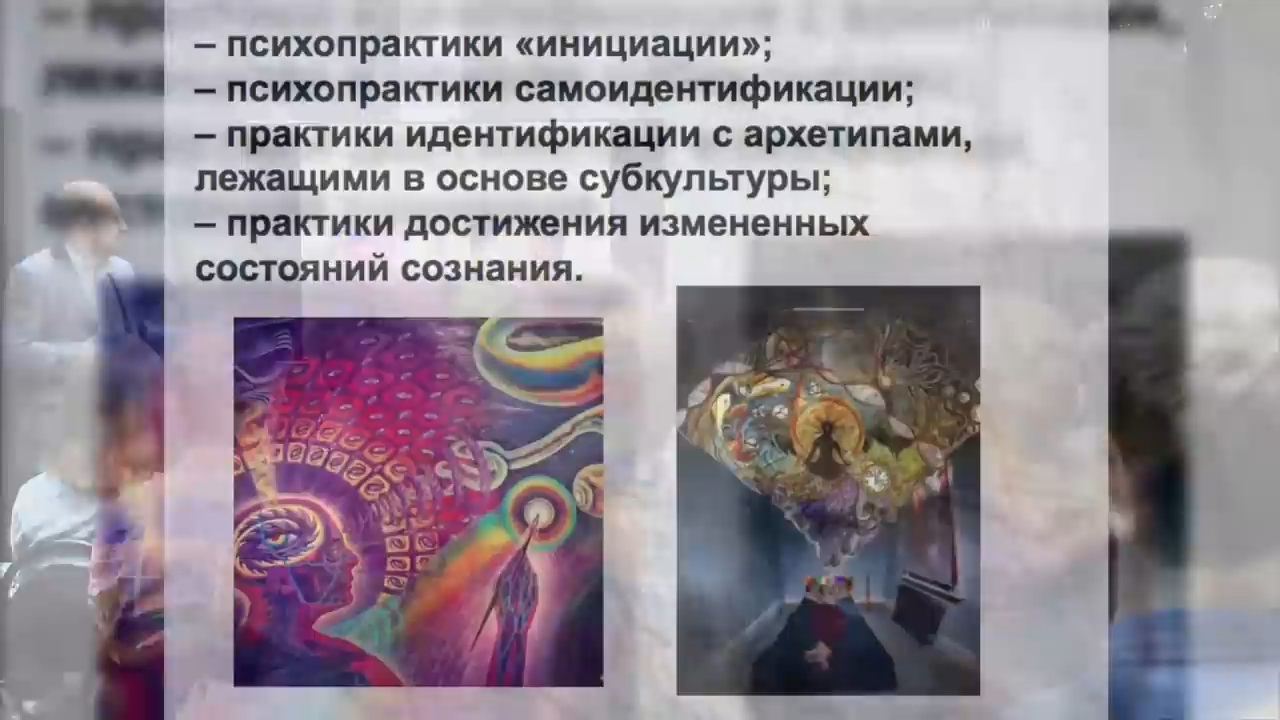 – психопрактики «инициации»;
– психопрактики самоидентификации;
– практики идентификации с архетипами,
лежащими в основе субкультуры;
– практики достижения измененных
состояний сознания.